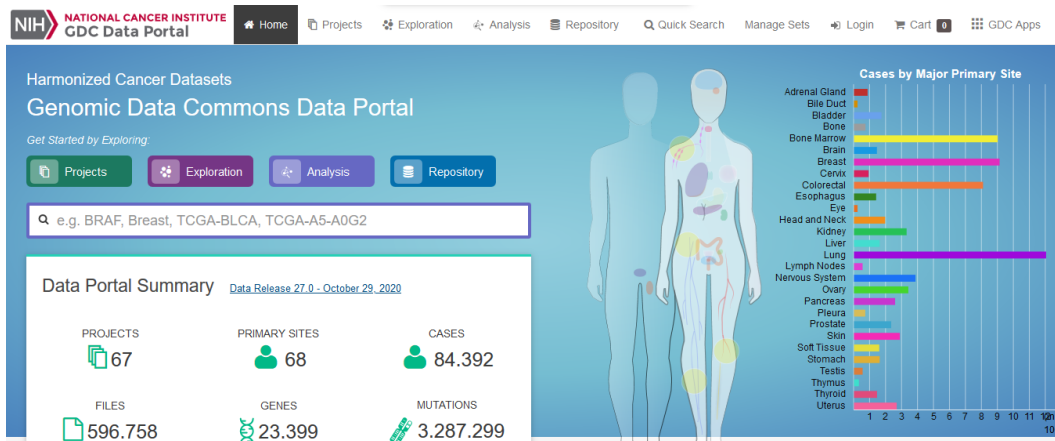 NIH NATIONAL CANCER INSTITUTE
GDC Data Portal
Home Projects Exploration Analysis Repository Quick Search Manage Sets Login Cart 0 GDC Apps
Harmonized Cancer Datasets
Genomic Data Commons Data Portal
Get Started by Exploring:
Projects Exploration Analysis Repository
e.g. BRAF, Breast, TCGA-BLCA, TCGA-A5-A0G2
Data Portal Summary Data Release 27.0 - October 29, 2020
PROJECTS PRIMARY SITES CASES
67 68 84.392
FILES GENES MUTATIONS
596.758 23.399 3.287.299
Cases by Major Primary Site
Adrenal Gland
Bile Duct
Bladder
Bone
Bone Marrow
Brain
Breast
Cervix
Colorectal
Esophagus
Eye
Head and Neck
Kidney
Liver
Lung
Lymph Nodes
Nervous System
Ovary
Pancreas
Pleura
Prostate
Skin
Soft Tissue
Stomach
Testis
Thymus
Thyroid
Uterus
1 2 3 4 5 6 7 8 9 10 11